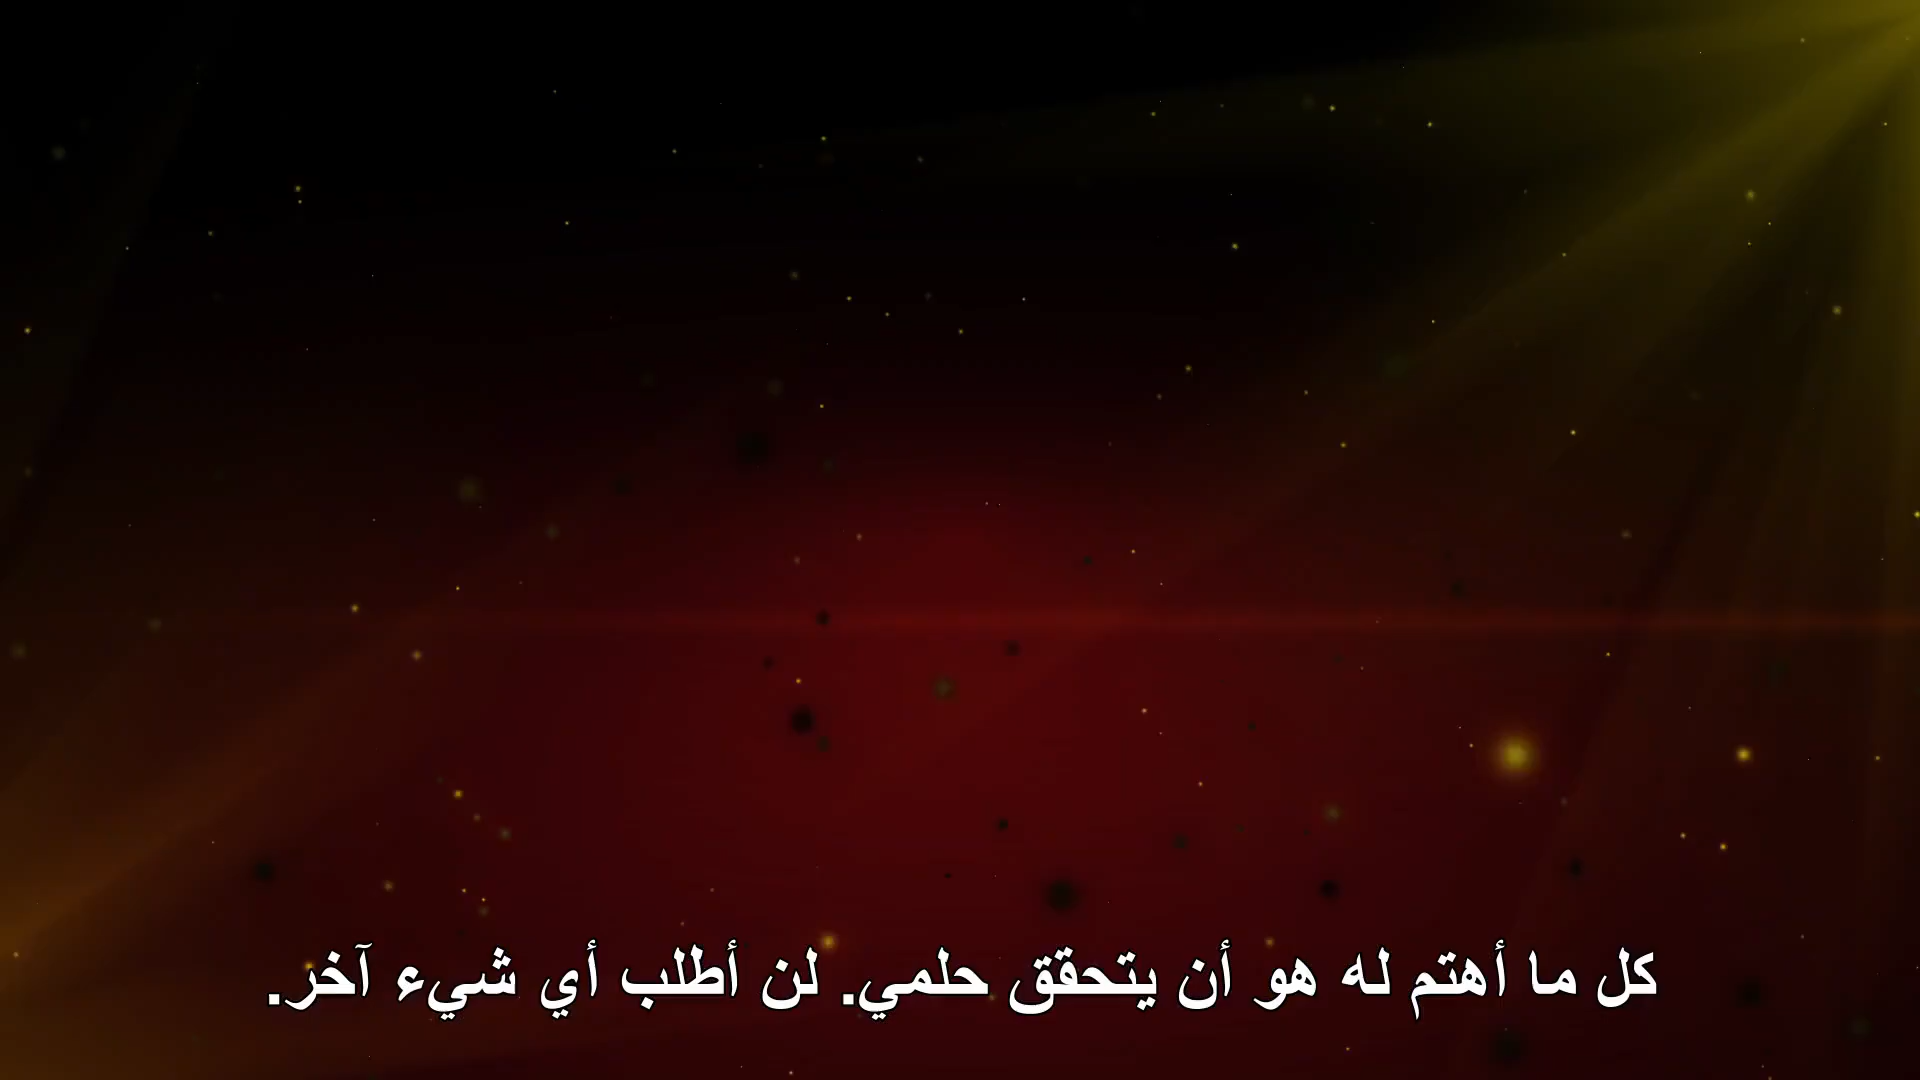 كل ما أهتم له هو أن يتحقق حلمي. لن أطلب أي شيء آخر.